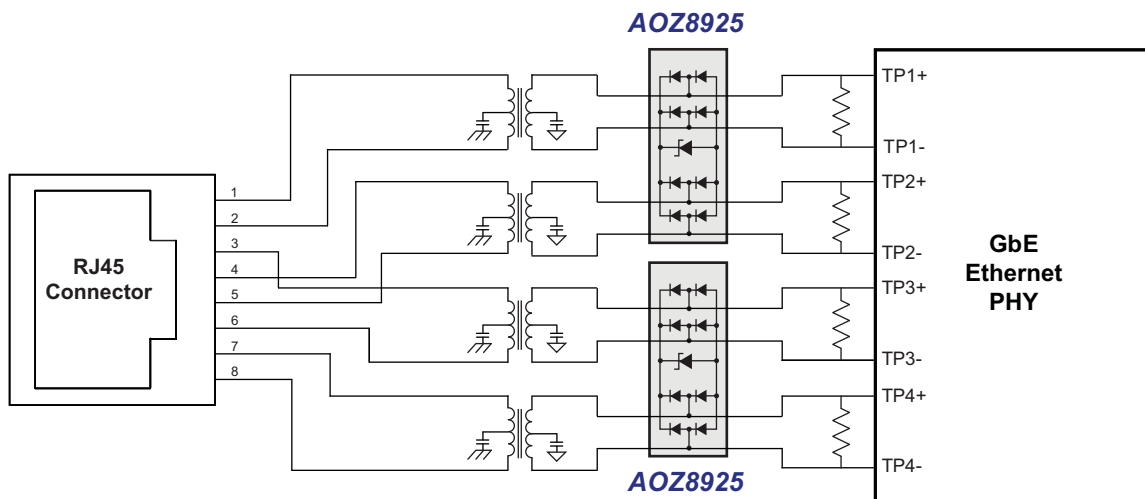 AOZ8925
TP1+
TP1-
TP2+
TP2-
TP3+
TP3-
TP4+
TP4-
GbE
Ethernet
PHY
RJ45
Connector
1
2
3
4
5
6
7
8
AOZ8925